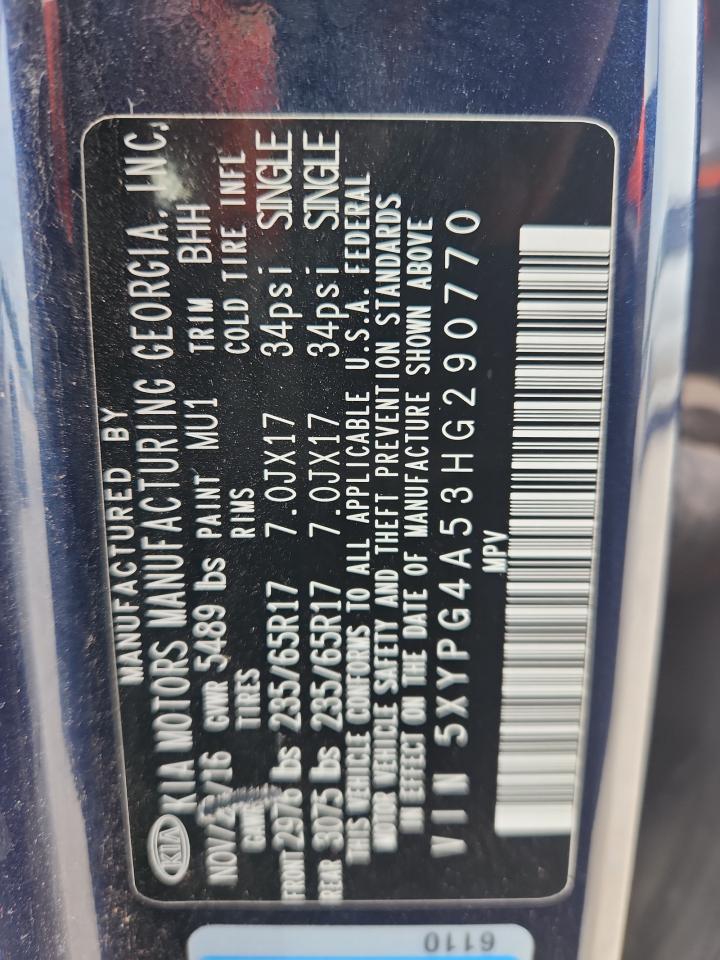 MANUFACTURED BY
KIA KIA MOTORS MANUFACTURING GEORGIA, INC.
NOV/ /16 GVWR 5489 lbs PAINT MU1 TRIM BHH
GAWR TIRES RIMS COLD TIRE INFL
FRONT 2976 lbs 235/65R17 7.0JX17 34psi SINGLE
REAR 3075 lbs 235/65R17 7.0JX17 34psi SINGLE
THIS VEHICLE CONFORMS TO ALL APPLICABLE U.S.A. FEDERAL
MOTOR VEHICLE SAFETY AND THEFT PREVENTION STANDARDS
IN EFFECT ON THE DATE OF MANUFACTURE SHOWN ABOVE
VIN 5XYPG4A53HG290770
MPV
6110